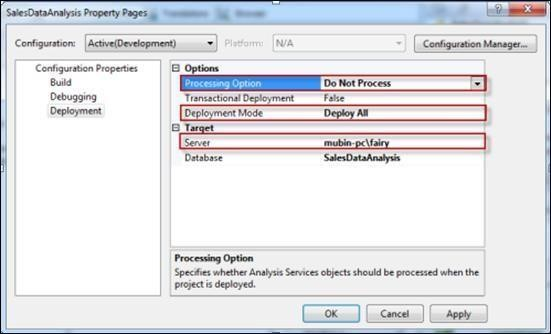 SalesDataAnalysis Property Pages
Configuration: Active(Development) Platform: N/A Configuration Manager...
Configuration Properties
Build
Debugging
Deployment
Options
Processing Option Do Not Process
Transactional Deployment False
Deployment Mode Deploy All
Target
Server mubin-pc\fairy
Database SalesDataAnalysis
Processing Option
Specifies whether Analysis Services objects should be processed when the
project is deployed.
OK Cancel Apply